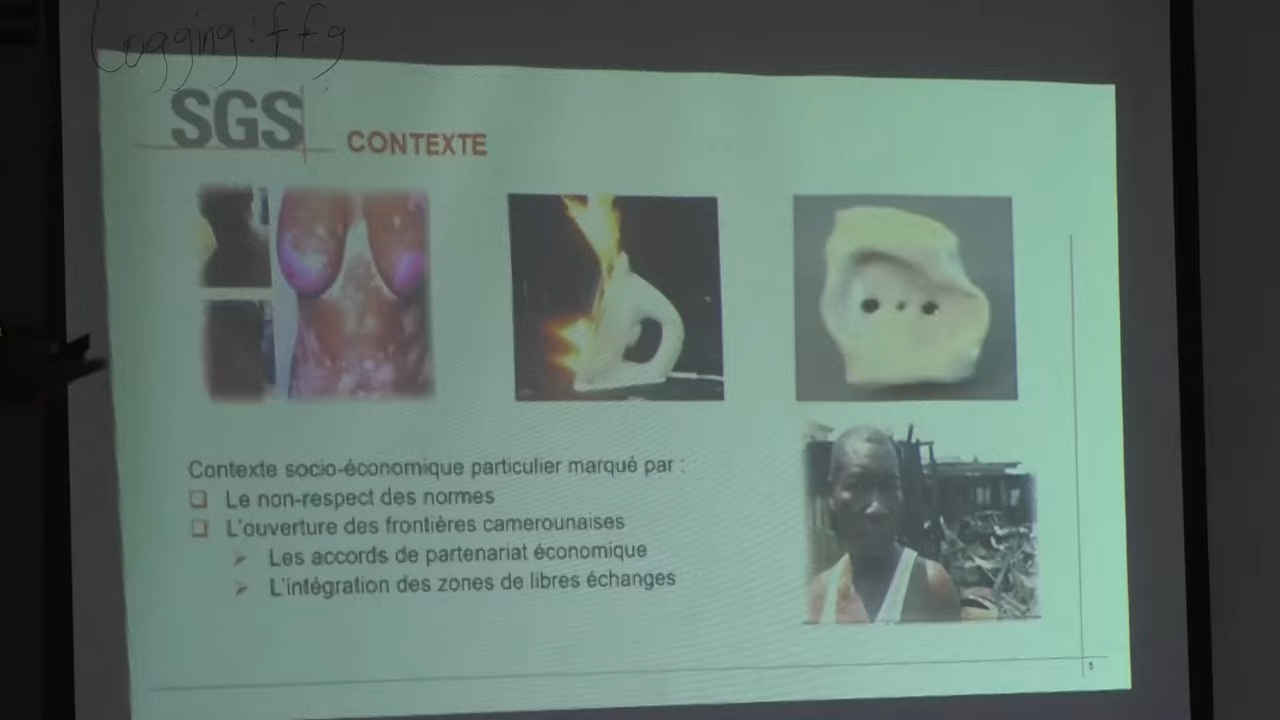 Logging: ffg
SGS
CONTEXTE
Contexte socio-économique particulier marqué par :
Le non-respect des normes
L'ouverture des frontières camerounaises
Les accords de partenariat économique
L'intégration des zones de libres échanges